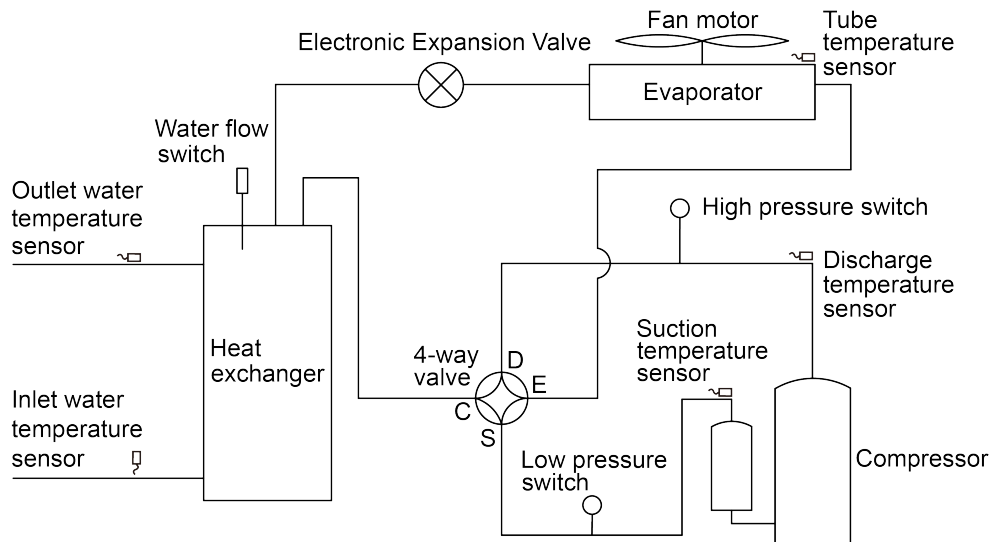 Fan motor
Tube
temperature
sensor
Electronic Expansion Valve
Evaporator
Water flow
switch
Outlet water
temperature
sensor
High pressure switch
Discharge
temperature
sensor
Suction
temperature
sensor
Heat
exchanger
4-way
valve
D
E
C
S
Inlet water
temperature
sensor
Low pressure
switch
Compressor